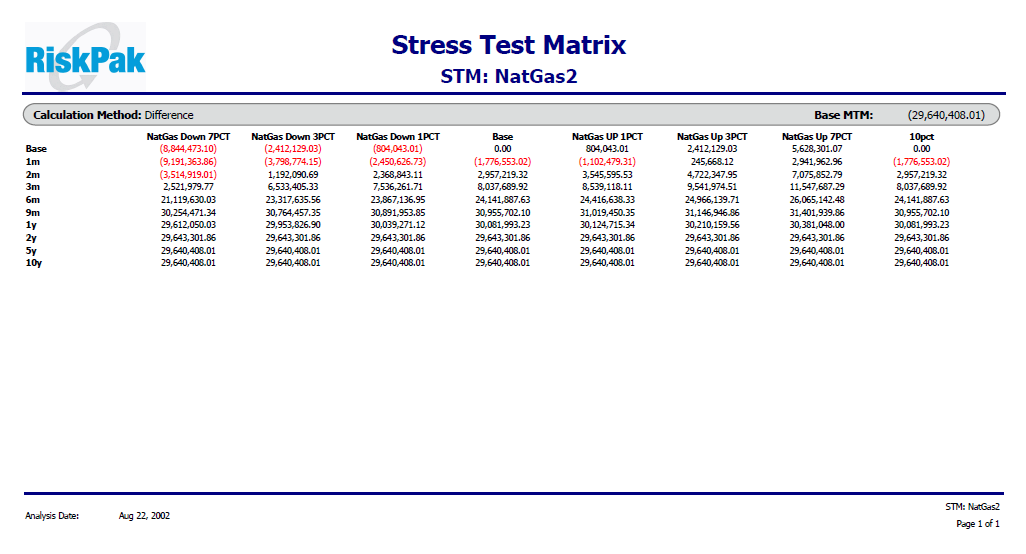 RiskPak
Stress Test Matrix
STM: NatGas2
Calculation Method: Difference Base MTM: (29,640,408.01)
NatGas Down 7PCT NatGas Down 3PCT NatGas Down 1PCT Base NatGas UP 1PCT NatGas Up 3PCT NatGas Up 7PCT 10pct
Base (8,844,473.10) (2,412,129.03) (804,043.01) 0.00 804,043.01 2,412,129.03 5,628,301.07 0.00
1m (9,191,363.86) (3,798,774.15) (2,450,626.73) (1,776,553.02) (1,102,479.31) 245,668.12 2,941,962.96 (1,776,553.02)
2m (3,514,919.01) 1,192,090.69 2,368,843.11 2,957,219.32 3,545,595.53 4,722,347.95 7,075,852.79 2,957,219.32
3m 2,521,979.77 6,533,405.33 7,536,261.71 8,037,689.92 8,539,118.11 9,541,974.51 11,547,687.29 8,037,689.92
6m 21,119,630.03 23,317,635.56 23,867,136.95 24,141,887.63 24,416,638.33 24,966,139.71 26,065,142.48 24,141,887.63
9m 30,254,471.34 30,764,457.35 30,891,953.85 30,955,702.10 31,019,450.35 31,146,946.86 31,401,939.86 30,955,702.10
1y 29,612,050.03 29,953,826.90 30,039,271.12 30,081,993.23 30,124,715.34 30,210,159.56 30,381,048.00 30,081,993.23
2y 29,643,301.86 29,643,301.86 29,643,301.86 29,643,301.86 29,643,301.86 29,643,301.86 29,643,301.86 29,643,301.86
5y 29,640,408.01 29,640,408.01 29,640,408.01 29,640,408.01 29,640,408.01 29,640,408.01 29,640,408.01 29,640,408.01
10y 29,640,408.01 29,640,408.01 29,640,408.01 29,640,408.01 29,640,408.01 29,640,408.01 29,640,408.01 29,640,408.01
STM: NatGas2
Analysis Date: Aug 22, 2002
Page 1 of 1